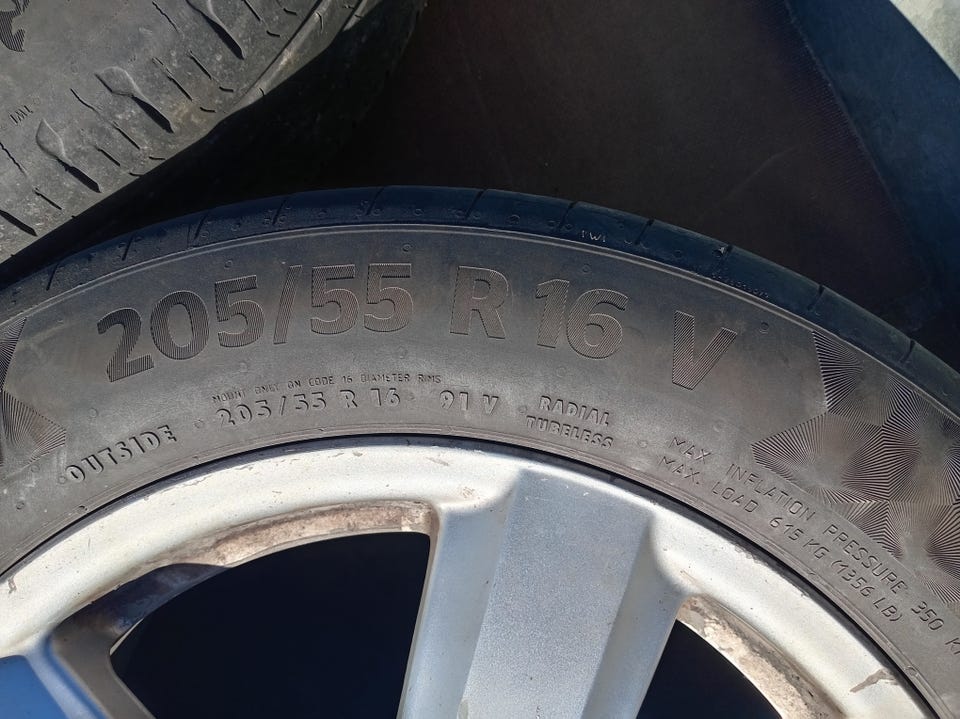 TWI
205/55 R 16 V
MOUNT ONLY ON CODE 16 DIAMETER RIMS
OUTSIDE 205/55 R 16 91 V RADIAL
TUBELESS
MAX INFLATION PRESSURE 350 K
MAX. LOAD 615 KG (1356 LB)